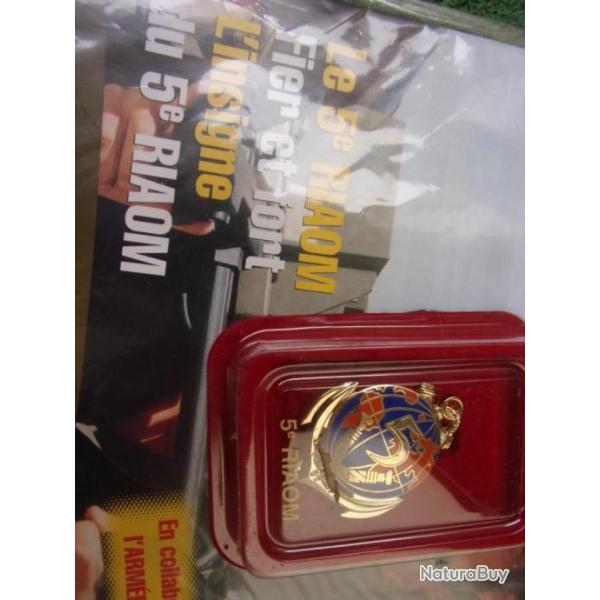 Le 5e RIAOM
Fier et fort
L'insigne
du 5e RIAOM
5e RIAOM
En collab
l'ARMÉ
NaturaBuy